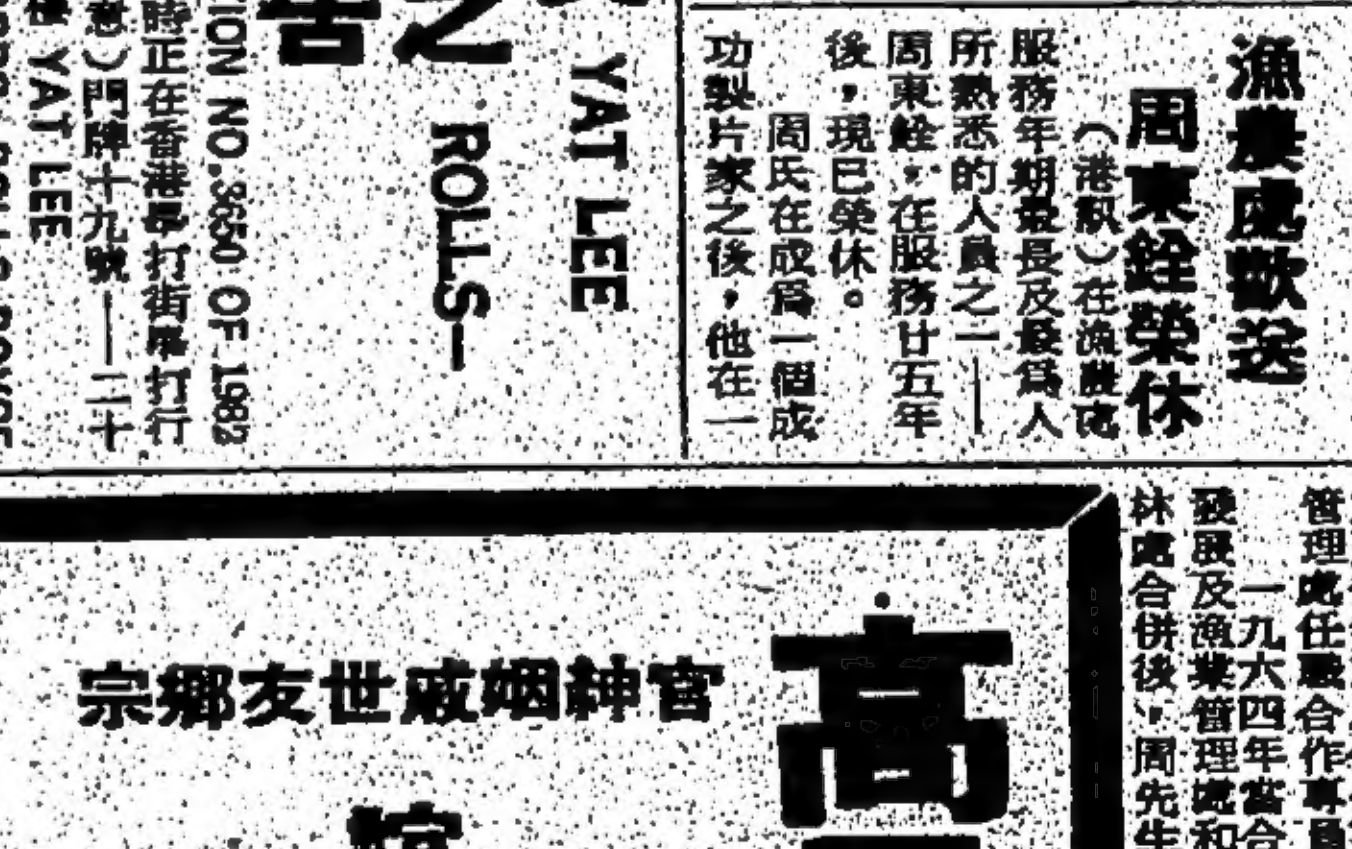 漁農處歡送
周東銓榮休
（港訊）在漁農處
服務年期最長及最爲人
所熟悉的人員之一——
周東銓，在服務廿五年
後，現已榮休。
周氏在成爲一個成
功製片家之後，他在一
YAT LEE
ROLLS—
之
ION NO. 3650 OF 1982
時正在香港畢打街畢打行
門牌十九號——二十
YAT LEE
管理處任職合作專員
一九六四年當合
發展及漁業管理處和
林處合併後，周先生
高
官紳姻戚世友鄉宗